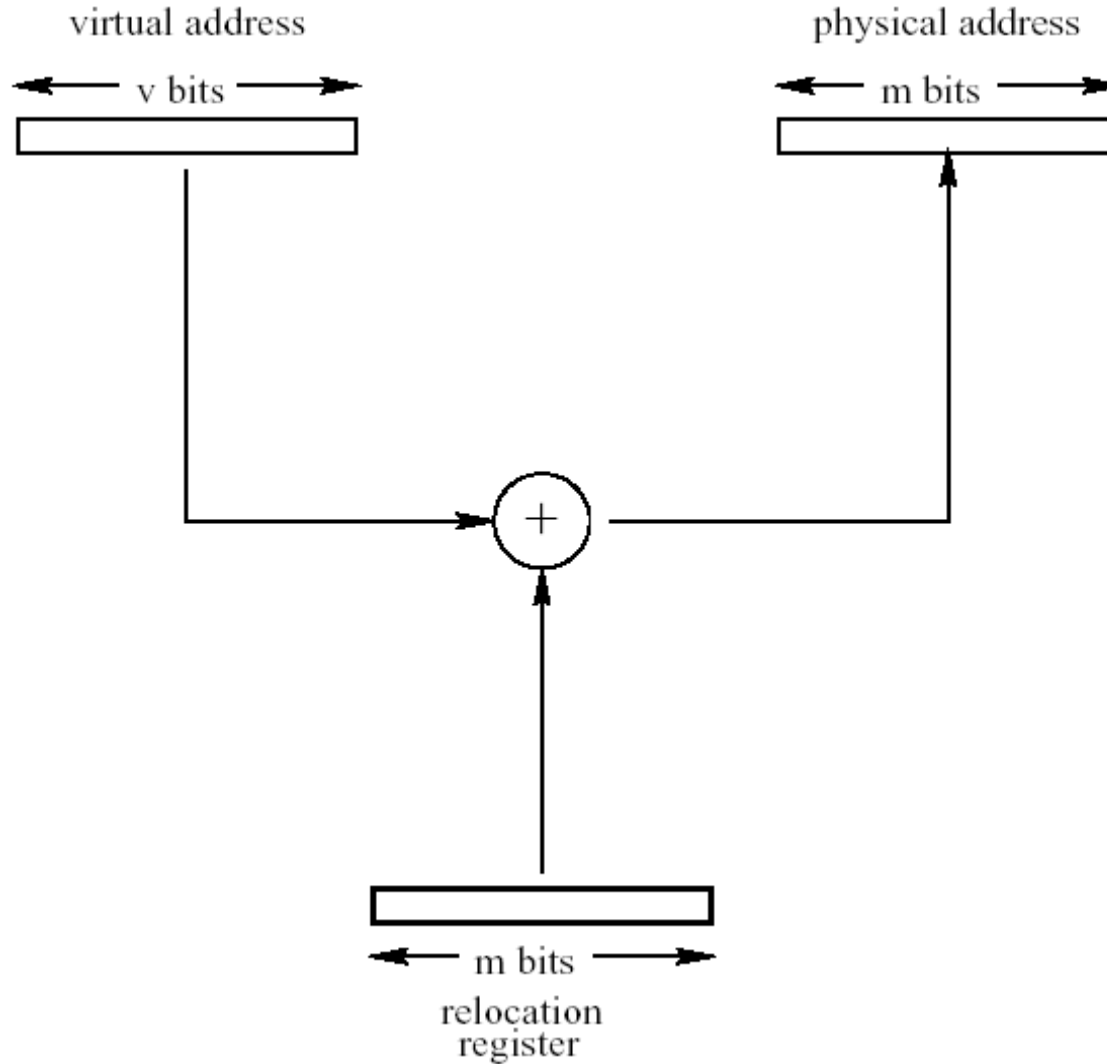 virtual address
physical address
v bits
m bits
+
m bits
relocation
register